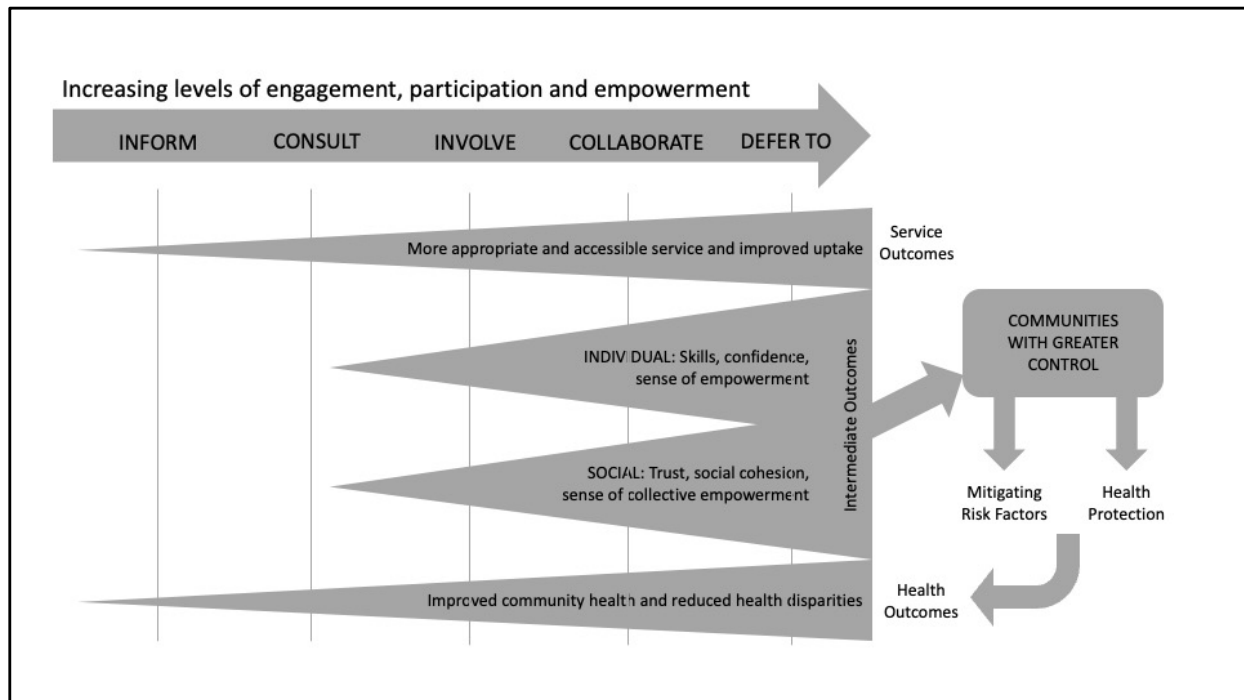 Increasing levels of engagement, participation and empowerment
INFORM
CONSULT
INVOLVE
COLLABORATE
DEFER TO
More appropriate and accessible service and improved uptake
Service
Outcomes
INDIVIDUAL: Skills, confidence,
sense of empowerment
SOCIAL: Trust, social cohesion,
sense of collective empowerment
Intermediate Outcomes
COMMUNITIES
WITH GREATER
CONTROL
Mitigating
Risk Factors
Health
Protection
Improved community health and reduced health disparities
Health
Outcomes